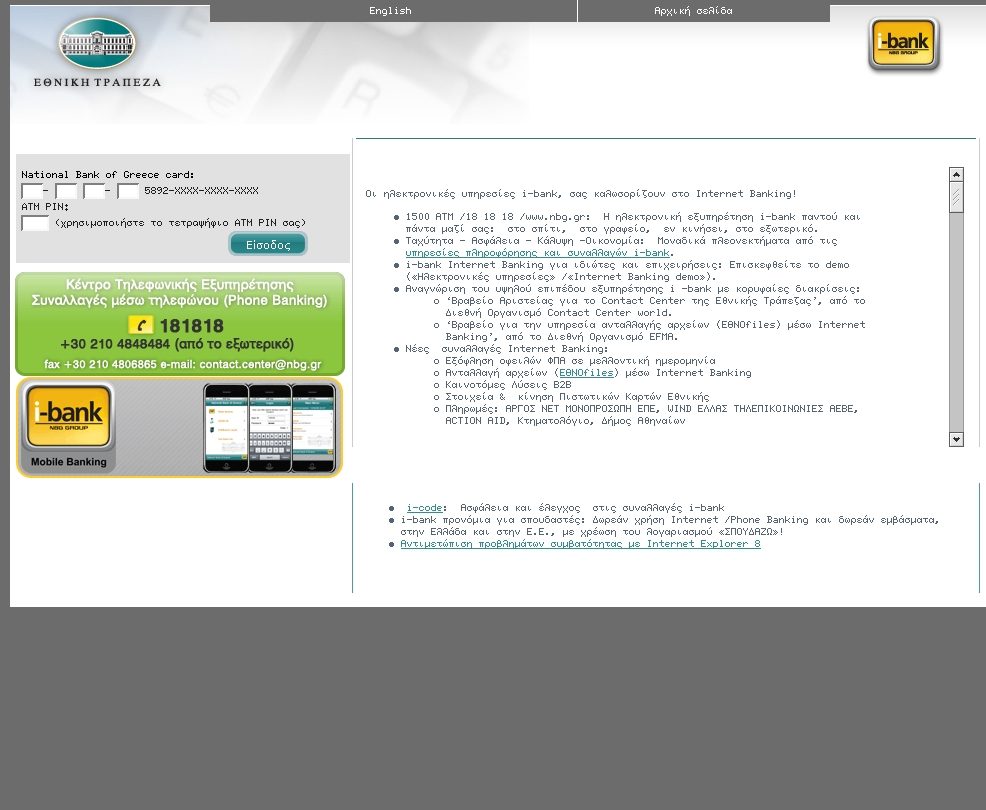 English
Αρχική σελίδα
ΕΘΝΙΚΗ ΤΡΑΠΕΖΑ
i-bank
NBG GROUP
National Bank of Greece card:
- - - 5892-XXXX-XXXX-XXXX
ATM PIN:
(χρησιμοποιήστε το τετραψήφιο ATM PIN σας)
Είσοδος
Κέντρο Τηλεφωνικής Εξυπηρέτησης
Συναλλαγές μέσω τηλεφώνου (Phone Banking)
181818
+30 210 4848484 (από το εξωτερικό)
fax +30 210 4806865 e-mail: contact.center@nbg.gr
i-bank
NBG GROUP
Mobile Banking
Οι ηλεκτρονικές υπηρεσίες i-bank, σας καλωσορίζουν στο Internet Banking!
● 1500 ATM /18 18 18 /www.nbg.gr: Η ηλεκτρονική εξυπηρέτηση i-bank παντού και
πάντα μαζί σας: στο σπίτι, στο γραφείο, εν κινήσει, στο εξωτερικό.
● Ταχύτητα - Ασφάλεια - Κάλυψη -Οικονομία: Μοναδικά πλεονεκτήματα από τις
υπηρεσίες πληροφόρησης και συναλλαγών i-bank.
● i-bank Internet Banking για ιδιώτες και επιχειρήσεις: Επισκεφθείτε το demo
(«Ηλεκτρονικές υπηρεσίες» /«Internet Banking demo»).
● Αναγνώριση του υψηλού επιπέδου εξυπηρέτησης i -bank με κορυφαίες διακρίσεις:
o ‘Βραβείο Αριστείας για το Contact Center της Εθνικής Τράπεζας’, από το
Διεθνή Οργανισμό Contact Center world.
o ‘Βραβείο για την υπηρεσία ανταλλαγής αρχείων (ΕΘΝΟfiles) μέσω Internet
Banking’, από το Διεθνή Οργανισμό EFMA.
● Νέες συναλλαγές Internet Banking:
o Εξόφληση οφειλών ΦΠΑ σε μελλοντική ημερομηνία
o Ανταλλαγή αρχείων (ΕΘΝΟfiles) μέσω Internet Banking
o Καινοτόμες Λύσεις B2B
o Στοιχεία & κίνηση Πιστωτικών Καρτών Εθνικής
o Πληρωμές: ΑΡΓΟΣ ΝΕΤ ΜΟΝΟΠΡΟΣΩΠΗ ΕΠΕ, WIND ΕΛΛΑΣ ΤΗΛΕΠΙΚΟΙΝΩΝΙΕΣ ΑΕΒΕ,
ACTION AID, Κτηματολόγιο, Δήμος Αθηναίων
● i-code: Ασφάλεια και έλεγχος στις συναλλαγές i-bank
● i-bank προνόμια για σπουδαστές: Δωρεάν χρήση Internet /Phone Banking και δωρεάν εμβάσματα,
στην Ελλάδα και στην Ε.Ε., με χρέωση του λογαριασμού «ΣΠΟΥΔΑΖΩ»!
● Αντιμετώπιση προβλημάτων συμβατότητας με Internet Explorer 8